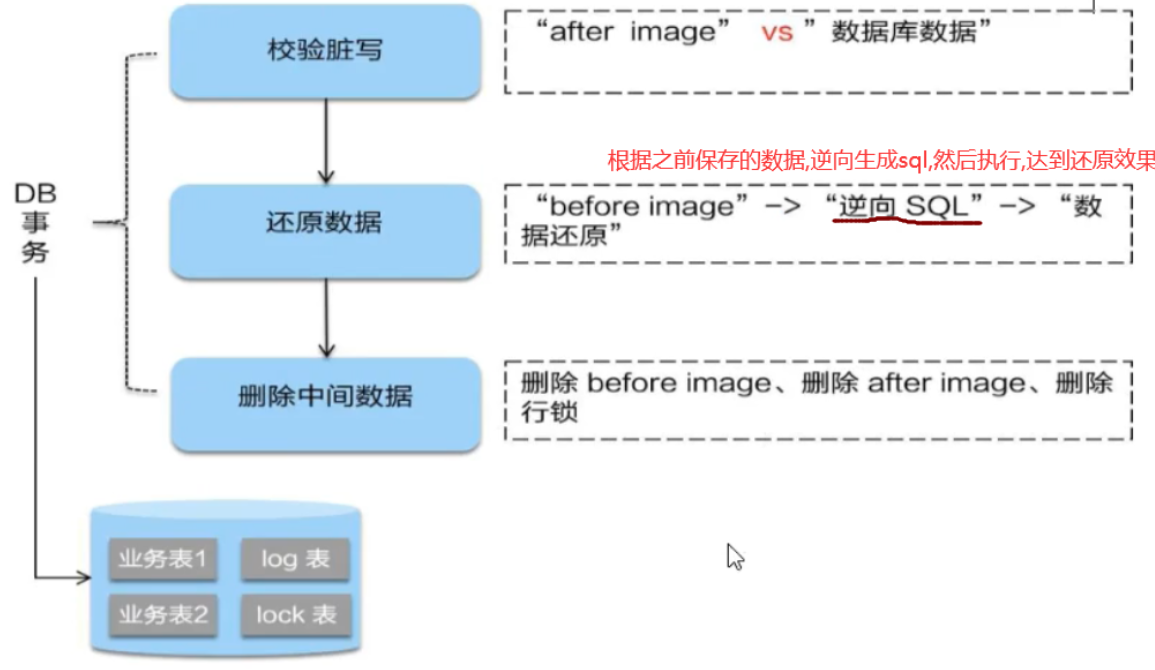 校验脏写
“after image” vs ” 数据库数据”
根据之前保存的数据,逆向生成sql,然后执行,达到还原效果
DB
事
务
还原数据
“before image” –> “逆向 SQL” –> “数
据还原”
删除中间数据
删除 before image、删除 after image、删除
行锁
业务表1
log 表
业务表2
lock 表